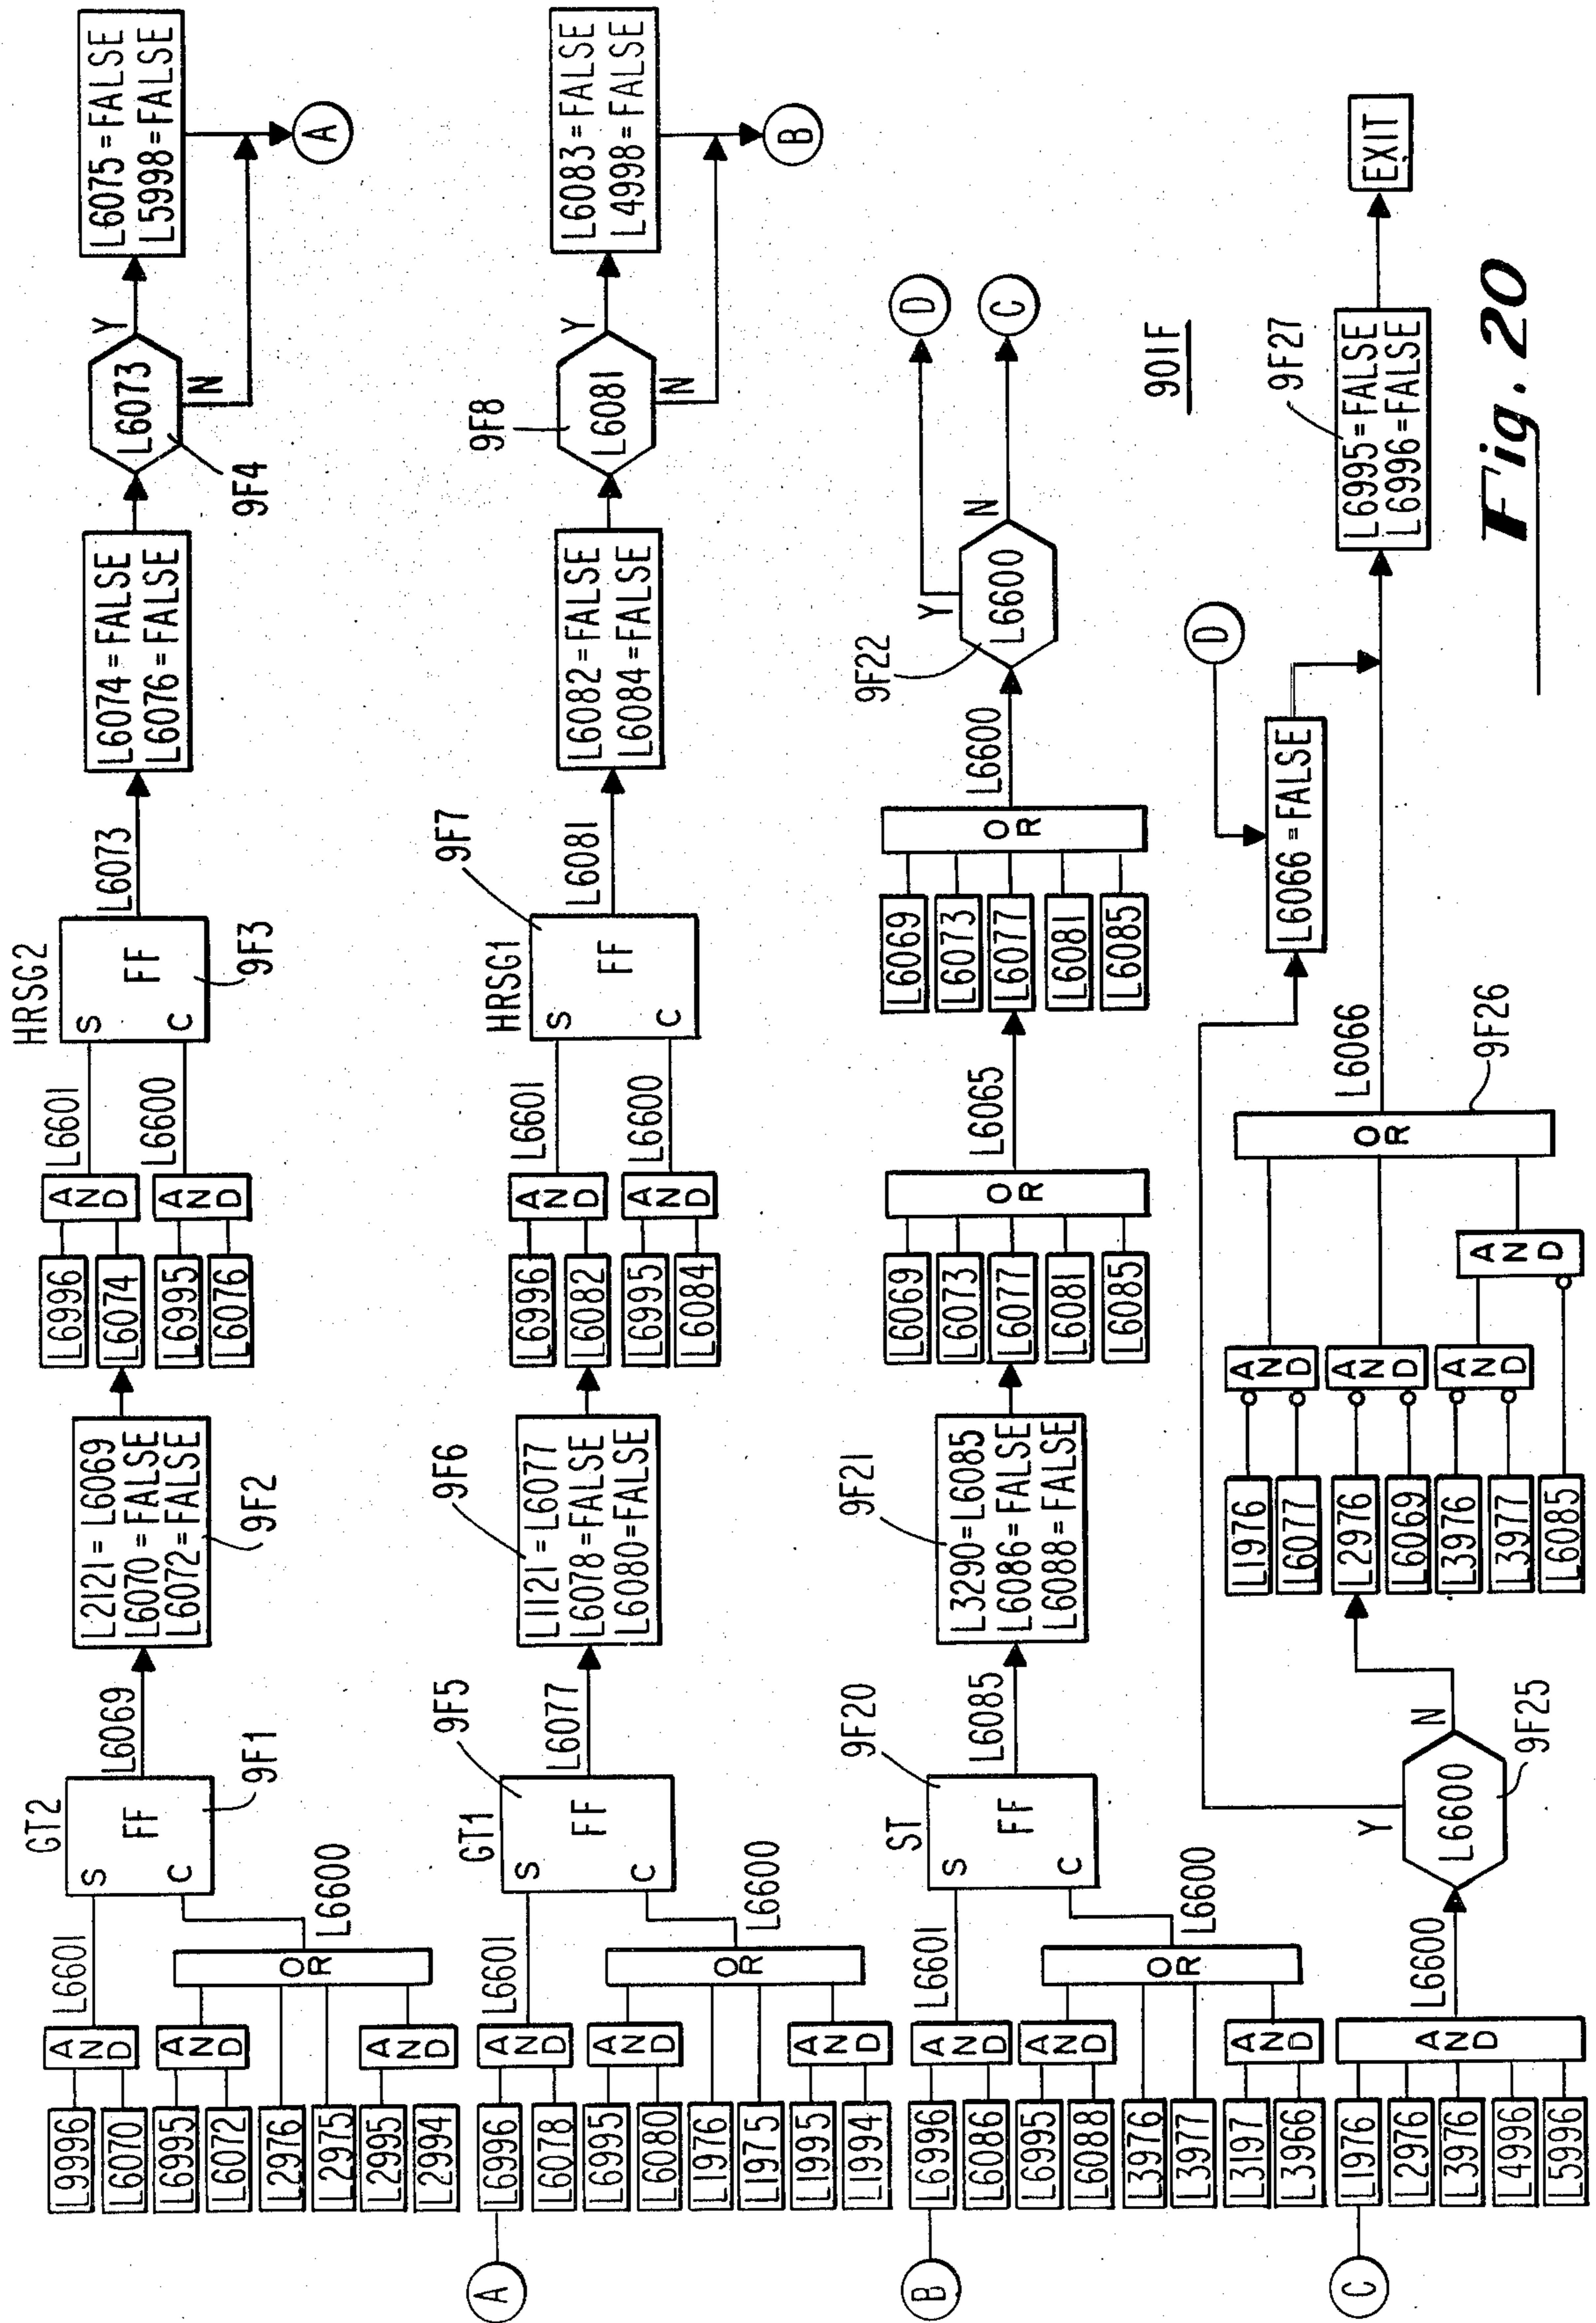 GT2
L9996
L6070
AND
L6601
L6995
L6072
AND
L2976
L2975
L2995
L2994
AND
OR
L6600
S
C
FF
9F1
L6069
L2121 = L6069
L6070 = FALSE
L6072 = FALSE
9F2
HRSG2
L6996
L6074
AND
L6601
L6995
L6076
AND
L6600
S
C
FF
9F3
L6073
L6074 = FALSE
L6076 = FALSE
L6073
9F4
Y
N
L6075 = FALSE
L5998 = FALSE
A
A
GT1
L6996
L6078
AND
L6601
L6995
L6080
AND
L1976
L1975
L1995
L1994
AND
OR
L6600
S
C
FF
9F5
L6077
L1121 = L6077
L6078 = FALSE
L6080 = FALSE
9F6
HRSG1
L6996
L6082
AND
L6601
L6995
L6084
AND
L6600
S
C
FF
9F7
L6081
L6082 = FALSE
L6084 = FALSE
L6081
9F8
Y
N
L6083 = FALSE
L4998 = FALSE
B
B
ST
L6996
L6086
AND
L6601
L6995
L6088
AND
L3976
L3977
L3197
L3966
AND
OR
L6600
S
C
FF
9F20
L6085
L3290 = L6085
L6086 = FALSE
L6088 = FALSE
9F21
L6069
L6073
L6077
L6081
L6085
OR
L6065
L6069
L6073
L6077
L6081
L6085
OR
L6600
L6600
9F22
Y
N
D
C
C
L1976
L2976
L3976
L4996
L5996
AND
L6600
L6600
9F25
Y
N
L1976
L6077
AND
L2976
L6069
AND
L3976
L3977
AND
L6085
AND
OR
9F26
L6066
L6066 = FALSE
D
L6995 = FALSE
L6996 = FALSE
9F27
EXIT
901F
Fig. 20